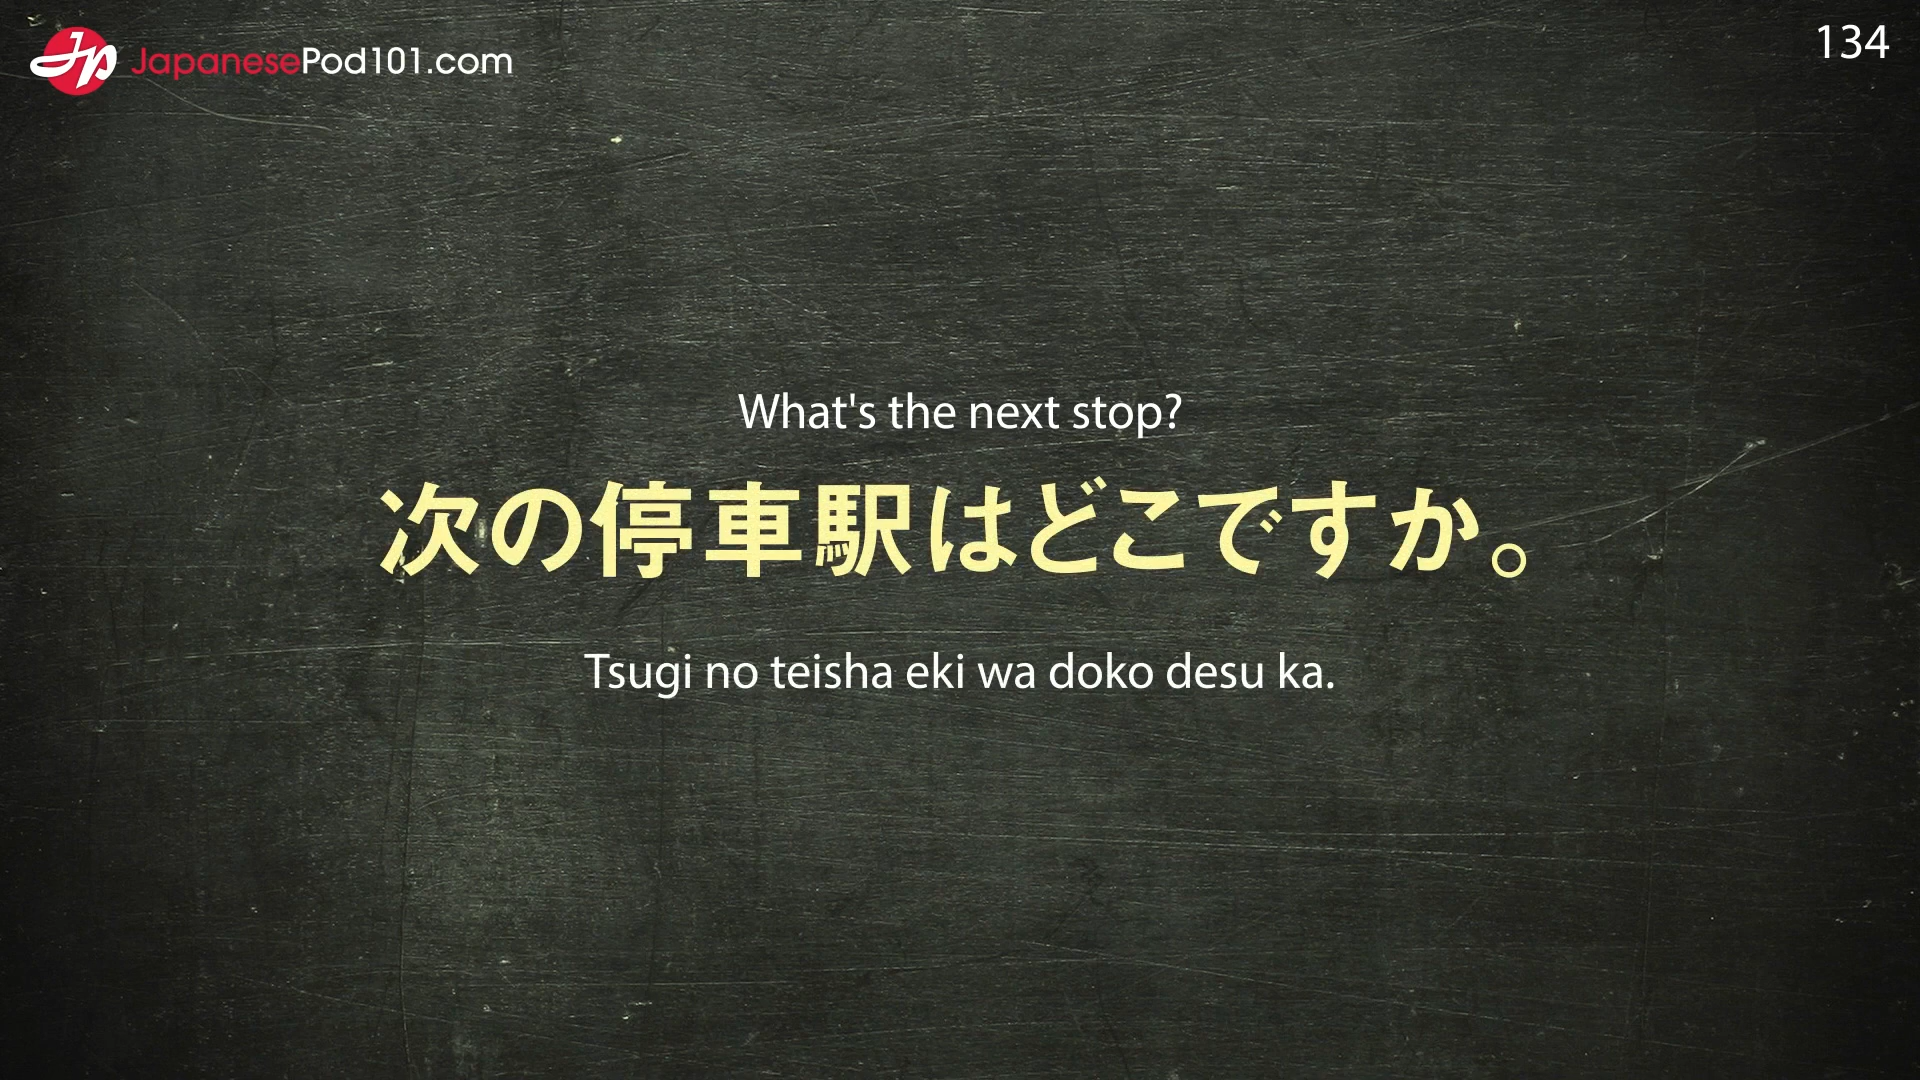 JapanesePod101.com
134
What's the next stop?
次の停車駅はどこですか。
Tsugi no teisha eki wa doko desu ka.